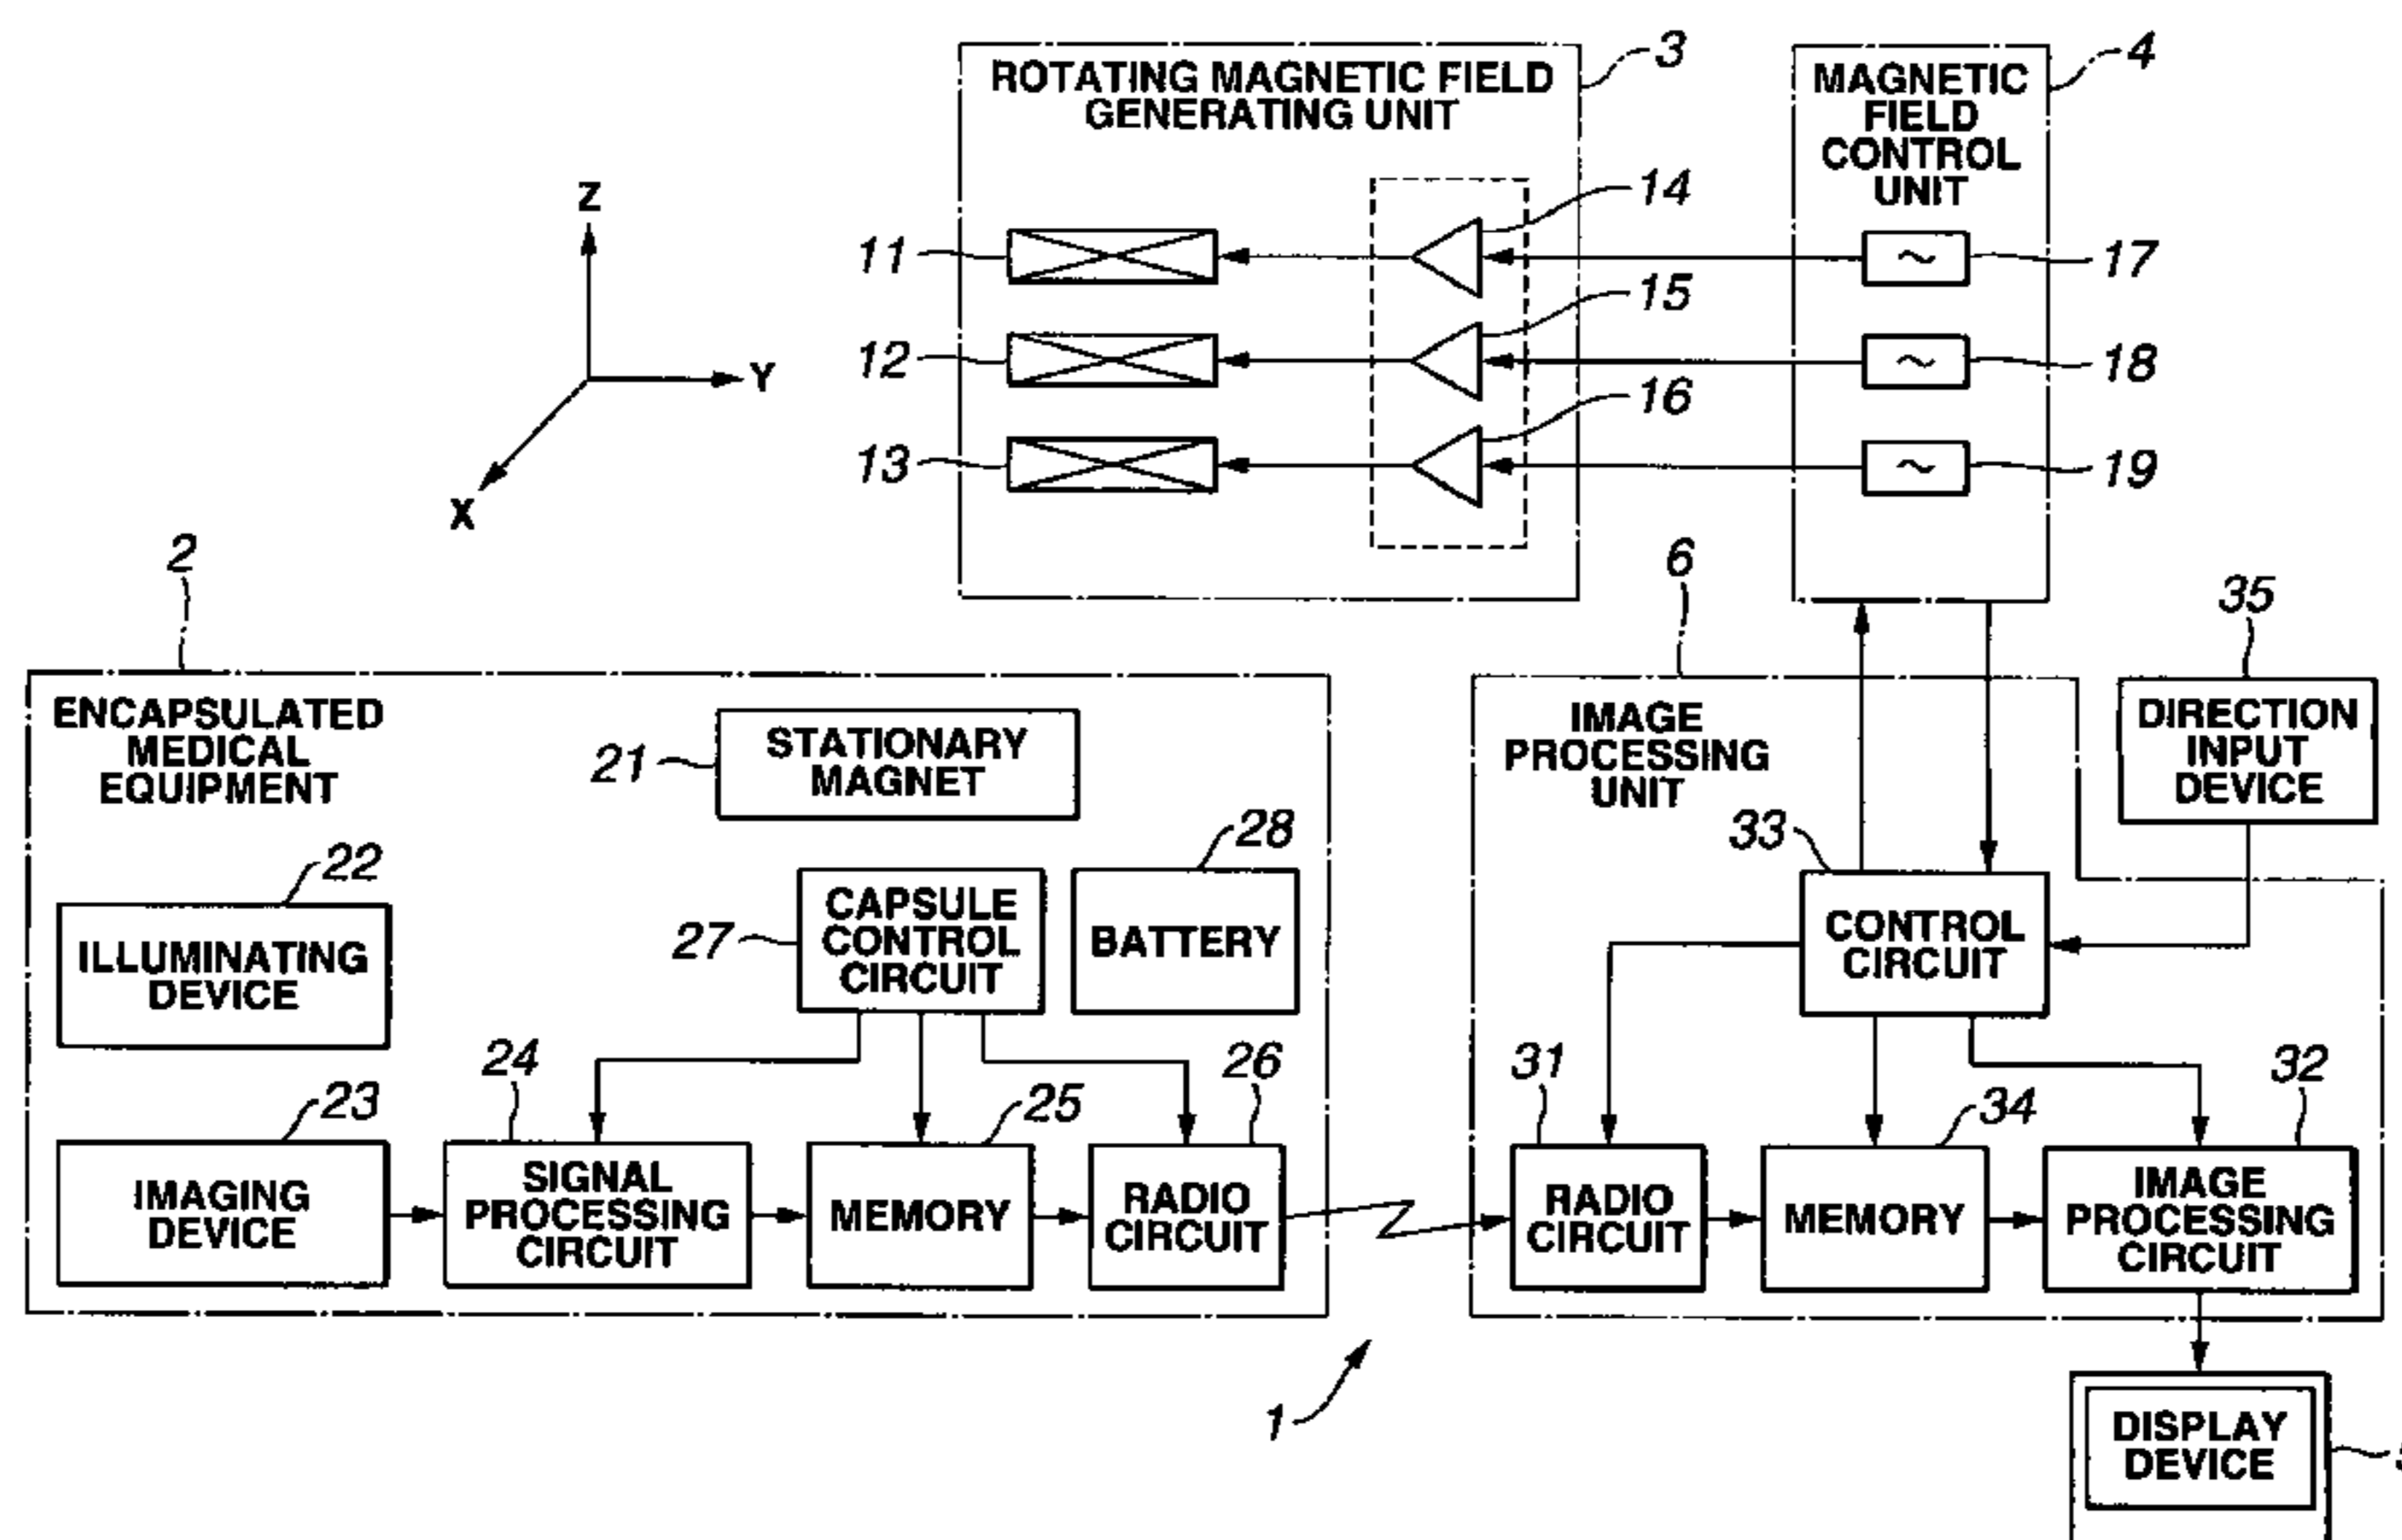 ROTATING MAGNETIC FIELD
GENERATING UNIT
3
MAGNETIC
FIELD
CONTROL
UNIT
4
Z
Y
X
11
14
17
12
15
18
13
16
19
2
ENCAPSULATED
MEDICAL
EQUIPMENT
21
STATIONARY
MAGNET
22
ILLUMINATING
DEVICE
27
CAPSULE
CONTROL
CIRCUIT
28
BATTERY
23
IMAGING
DEVICE
24
SIGNAL
PROCESSING
CIRCUIT
25
MEMORY
26
RADIO
CIRCUIT
6
IMAGE
PROCESSING
UNIT
35
DIRECTION
INPUT
DEVICE
33
CONTROL
CIRCUIT
31
RADIO
CIRCUIT
34
MEMORY
32
IMAGE
PROCESSING
CIRCUIT
1
DISPLAY
DEVICE